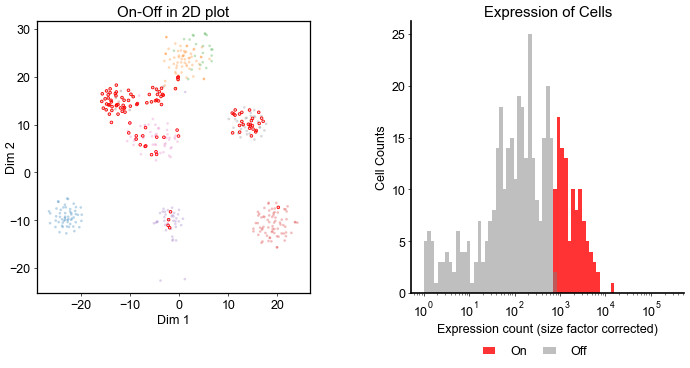 On-Off in 2D plot
30
20
10
0
−10
−20
−20
−10
0
10
20
Dim 2
Dim 1
Expression of Cells
25
20
15
10
5
0
Cell Counts
10^0
10^1
10^2
10^3
10^4
10^5
Expression count (size factor corrected)
On
Off